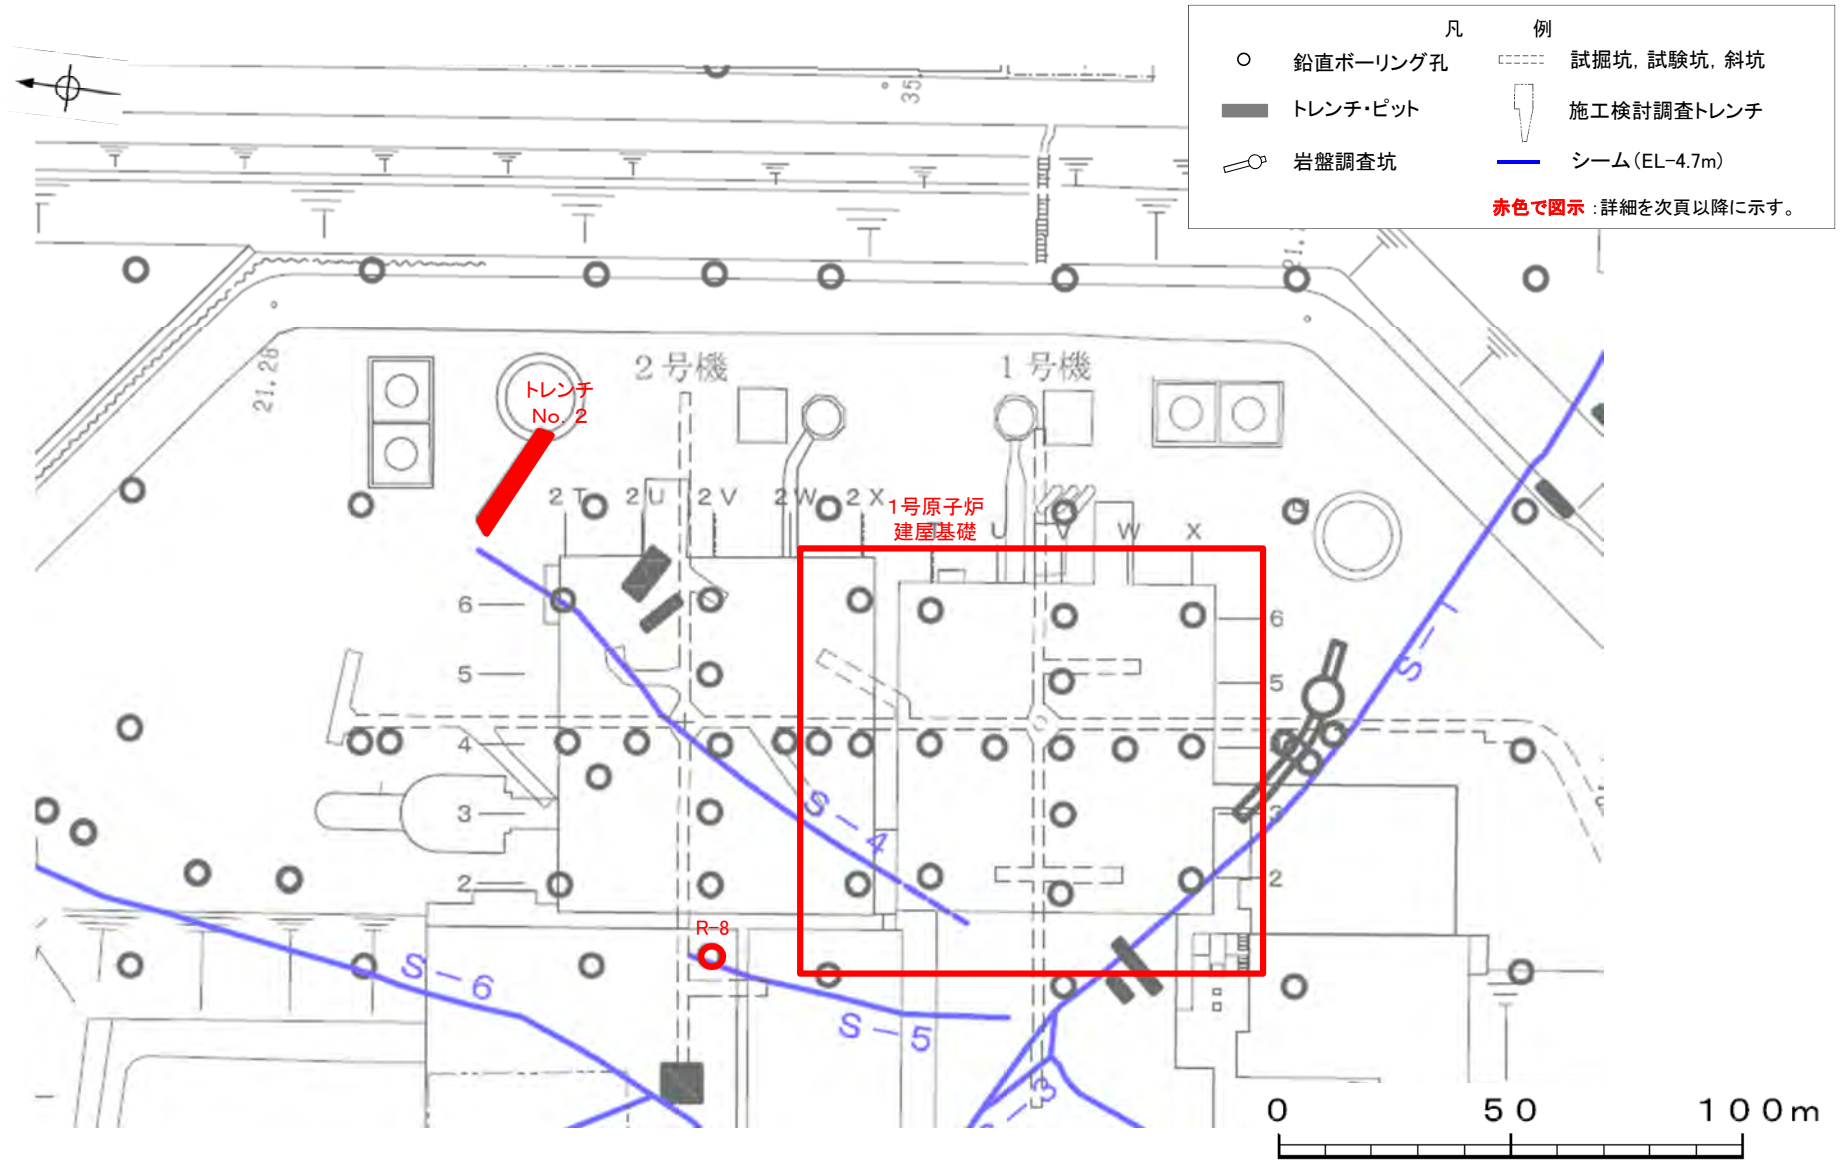 凡 例
鉛直ボーリング孔
試掘坑, 試験坑, 斜坑
トレンチ・ピット
施工検討調査トレンチ
岩盤調査坑
シーム(EL-4.7m)
赤色で図示 :詳細を次頁以降に示す。
35
21.28
2号機
1号機
トレンチ
No. 2
2T 2U 2V 2W 2X
1号原子炉
建屋基礎
U V W X
6
5
4
3
2
6
5
3
2
S-1
S-4
R-8
S-6
S-5
S-3
0 50 100m